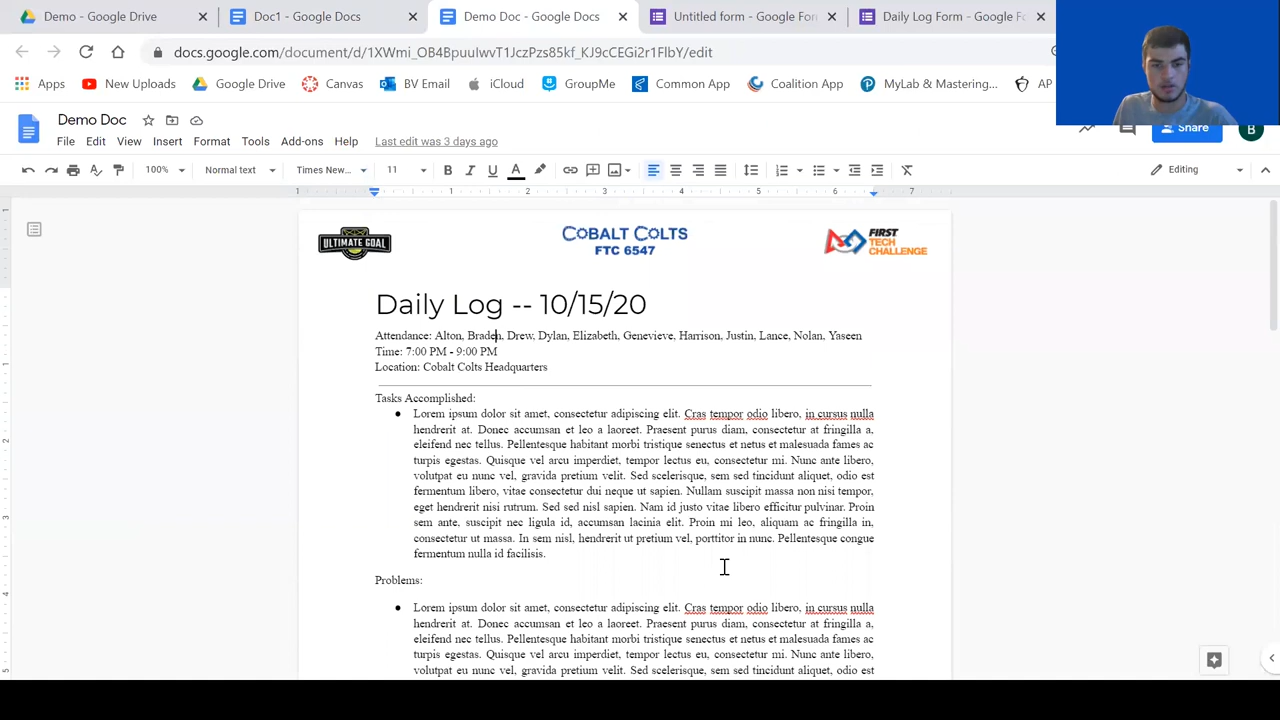 Demo - Google Drive
Doc1 - Google Docs
Demo Doc - Google Docs
Untitled form - Google For
Daily Log Form - Google Fo
docs.google.com/document/d/1XWmi_OB4BpuuIwvT1JczPzs85kf_KJ9cCEGi2r1FlbY/edit
Apps New Tab Google Drive Canvas BV Email iCloud GroupMe Common App Coalition App MyLab & Mastering... AP
Demo Doc
File Edit View Insert Format Tools Add-ons Help Last edit was 3 days ago
Share
B
100% Normal text Times New... 11 B I U A Editing
1 1 2 3 4 5 6 7
ULTIMATE GOAL
COBALT COLTS
FTC 6547
FIRST
TECH
CHALLENGE
Daily Log -- 10/15/20
Attendance: Alton, Braden, Drew, Dylan, Elizabeth, Genevieve, Harrison, Justin, Lance, Nolan, Yaseen
Time: 7:00 PM - 9:00 PM
Location: Cobalt Colts Headquarters
Tasks Accomplished:
● Lorem ipsum dolor sit amet, consectetur adipiscing elit. Cras tempor odio libero, in cursus nulla
hendrerit at. Donec accumsan et leo a laoreet. Praesent purus diam, consectetur at fringilla a,
eleifend nec tellus. Pellentesque habitant morbi tristique senectus et netus et malesuada fames ac
turpis egestas. Quisque vel arcu imperdiet, tempor lectus eu, consectetur mi. Nunc ante libero,
volutpat eu nunc vel, gravida pretium velit. Sed scelerisque, sem sed tincidunt aliquet, odio est
fermentum libero, vitae consectetur dui neque ut sapien. Nullam suscipit massa non nisi tempor,
eget hendrerit nisi rutrum. Sed sed nisl sapien. Nam id justo vitae libero efficitur pulvinar. Proin
sem ante, suscipit nec ligula id, accumsan lacinia elit. Proin mi leo, aliquam ac fringilla in,
consectetur ut massa. In sem nisl, hendrerit ut pretium vel, porttitor in nunc. Pellentesque congue
fermentum nulla id facilisis.
Problems:
● Lorem ipsum dolor sit amet, consectetur adipiscing elit. Cras tempor odio libero, in cursus nulla
hendrerit at. Donec accumsan et leo a laoreet. Praesent purus diam, consectetur at fringilla a,
eleifend nec tellus. Pellentesque habitant morbi tristique senectus et netus et malesuada fames ac
turpis egestas. Quisque vel arcu imperdiet, tempor lectus eu, consectetur mi. Nunc ante libero,
volutpat eu nunc vel, gravida pretium velit. Sed scelerisque, sem sed tincidunt aliquet, odio est